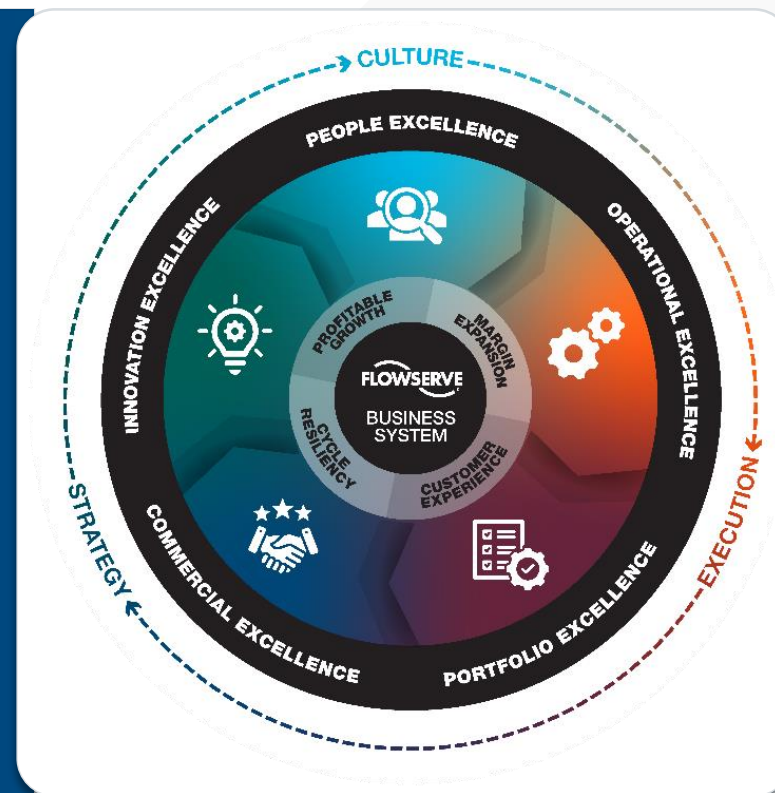 CULTURE
PEOPLE EXCELLENCE
OPERATIONAL EXCELLENCE
INNOVATION EXCELLENCE
PROFITABLE
GROWTH
MARGIN
EXPANSION
FLOWSERVE
BUSINESS
SYSTEM
CYCLE
RESILIENCY
CUSTOMER
EXPERIENCE
STRATEGY
EXECUTION
COMMERCIAL EXCELLENCE
PORTFOLIO EXCELLENCE